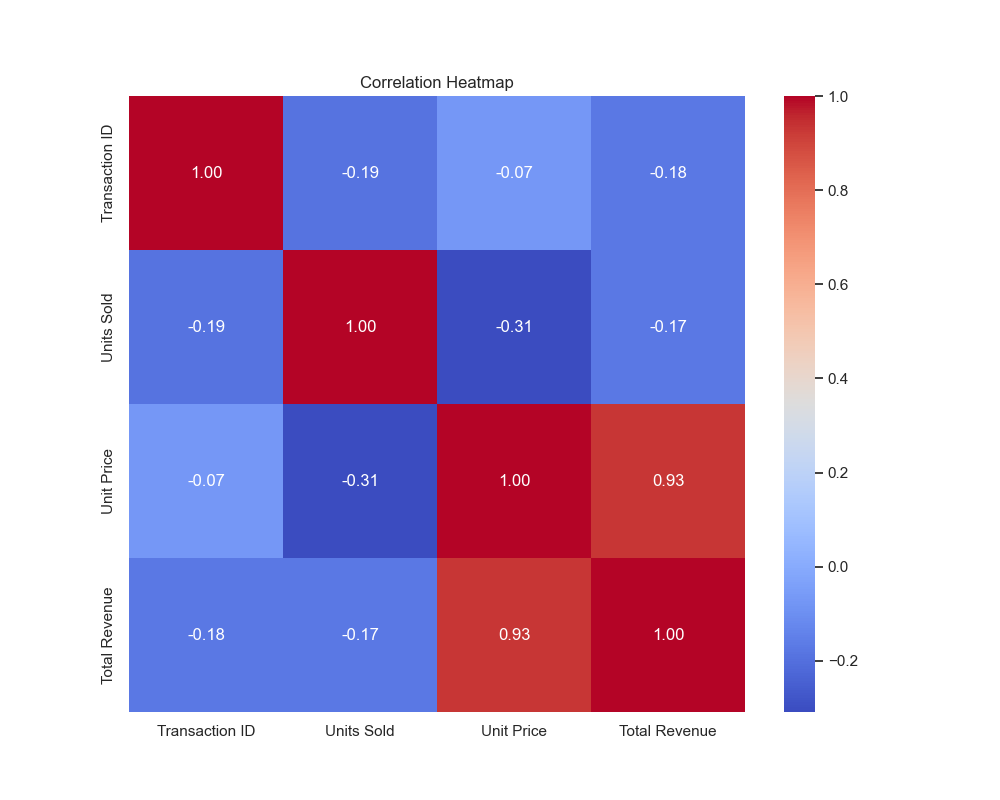 Correlation Heatmap
Transaction ID
1.00 -0.19 -0.07 -0.18
Units Sold
-0.19 1.00 -0.31 -0.17
Unit Price
-0.07 -0.31 1.00 0.93
Total Revenue
-0.18 -0.17 0.93 1.00
Transaction ID Units Sold Unit Price Total Revenue
1.0
0.8
0.6
0.4
0.2
0.0
−0.2